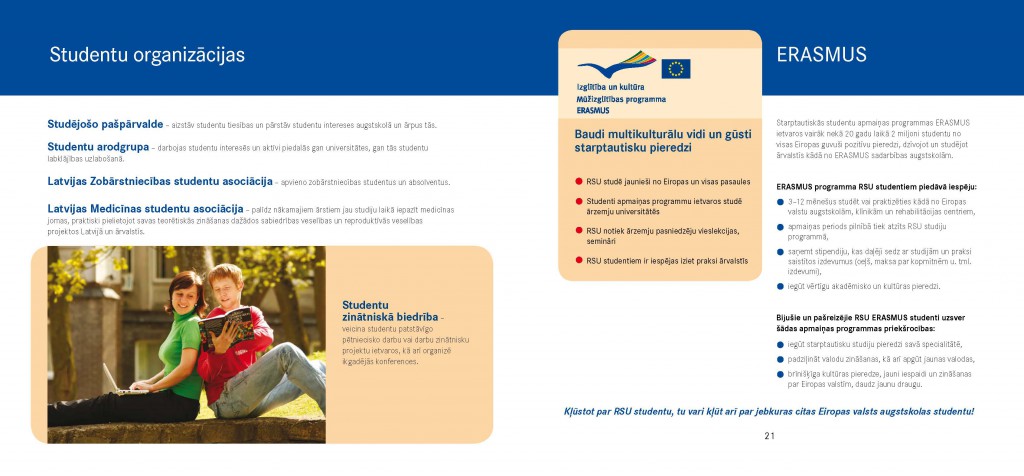 Studentu organizācijas
Studējošo pašpārvalde – aizstāv studentu tiesības un pārstāv studentu intereses augstskolā un ārpus tās.
Studentu arodgrupa – darbojas studentu interesēs un aktīvi piedalās gan universitātes, gan tās studentu
labklājības uzlabošanā.
Latvijas Zobārstniecības studentu asociācija – apvieno zobārstniecības studentus un absolventus.
Latvijas Medicīnas studentu asociācija – palīdz nākamajiem ārstiem jau studiju laikā iepazīt medicīnas
jomas, praktiski pielietojot savas teorētiskās zināšanas dažādos sabiedrības veselības un reproduktīvās veselības
projektos Latvijā un ārvalstīs.
Studentu
zinātniskā biedrība –
veicina studentu patstāvīgo
pētniecisko darbu vai darbu zinātnisku
projektu ietvaros, kā arī organizē
ikgadējās konferences.
Izglītība un kultūra
Mūžizglītības programma
ERASMUS
Baudi multikulturālu vidi un gūsti
starptautisku pieredzi
RSU studē jaunieši no Eiropas un visas pasaules
Studenti apmaiņas programmu ietvaros studē
ārzemju universitātēs
RSU notiek ārzemju pasniedzēju vieslekcijas,
semināri
RSU studentiem ir iespējas iziet praksi ārvalstīs
ERASMUS
Starptautiskās studentu apmaiņas programmas ERASMUS
ietvaros vairāk nekā 20 gadu laikā 2 miljoni studentu no
visas Eiropas guvuši pozitīvu pieredzi, dzīvojot un studējot
ārvalstīs kādā no ERASMUS sadarbības augstskolām.
ERASMUS programma RSU studentiem piedāvā iespēju:
3–12 mēnešus studēt vai praktizēties kādā no Eiropas
valstu augstskolām, klīnikām un rehabilitācijas centriem,
apmaiņas periods pilnībā tiek atzīts RSU studiju
programmā,
saņemt stipendiju, kas daļēji sedz ar studijām un praksi
saistītos izdevumus (ceļš, maksa par kopmītnēm u. tml.
izdevumi),
iegūt vērtīgu akadēmisko un kultūras pieredzi.
Bijušie un pašreizējie RSU ERASMUS studenti uzsver
šādas apmaiņas programmas priekšrocības:
iegūt starptautisku studiju pieredzi savā specialitātē,
padziļināt valodu zināšanas, kā arī apgūt jaunas valodas,
brīnišķīga kultūras pieredze, jauni iespaidi un zināšanas
par Eiropas valstīm, daudz jaunu draugu.
Kļūstot par RSU studentu, tu vari kļūt arī par jebkuras citas Eiropas valsts augstskolas studentu!
21